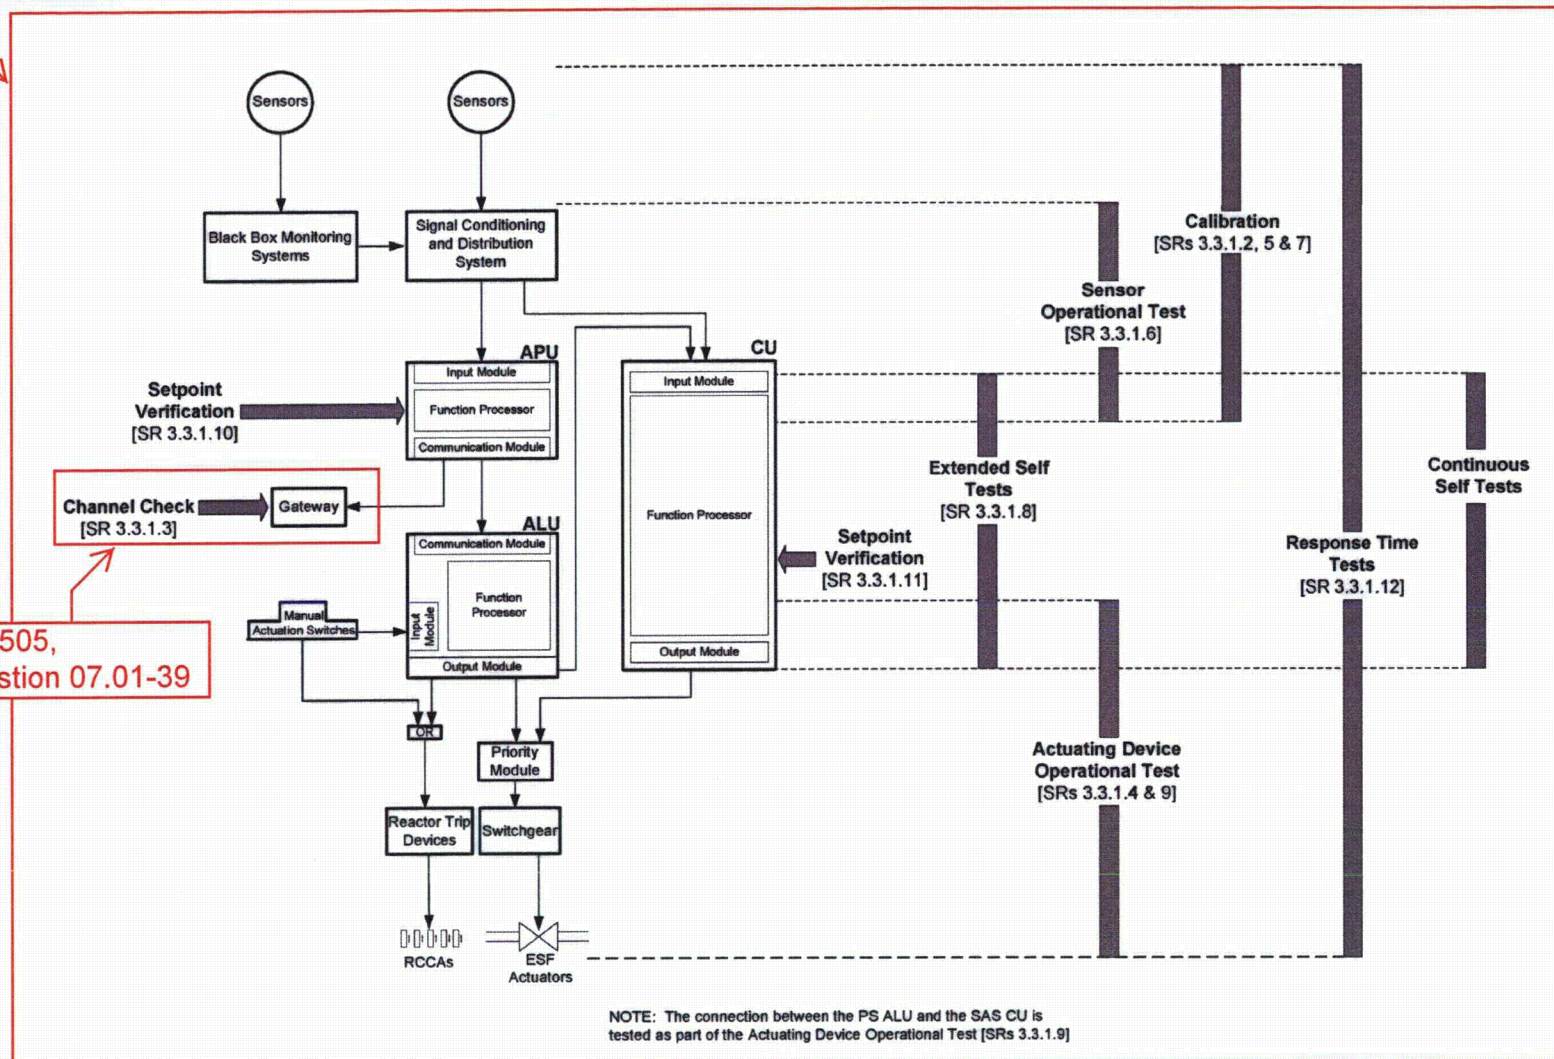 Sensors
Sensors
Black Box Monitoring
Systems
Signal Conditioning
and Distribution
System
Calibration
[SRs 3.3.1.2, 5 & 7]
Sensor
Operational Test
[SR 3.3.1.6]
APU
Input Module
Function Processor
Communication Module
CU
Input Module
Function Processor
Output Module
Setpoint
Verification
[SR 3.3.1.10]
Channel Check
[SR 3.3.1.3]
Gateway
Extended Self
Tests
[SR 3.3.1.8]
Continuous
Self Tests
ALU
Communication Module
Function
Processor
Input
Module
Output Module
Setpoint
Verification
[SR 3.3.1.11]
Response Time
Tests
[SR 3.3.1.12]
Manual
Actuation Switches
505,
stion 07.01-39
OR
Priority
Module
Actuating Device
Operational Test
[SRs 3.3.1.4 & 9]
Reactor Trip
Devices
Switchgear
RCCAs
ESF
Actuators
NOTE: The connection between the PS ALU and the SAS CU is
tested as part of the Actuating Device Operational Test [SRs 3.3.1.9]